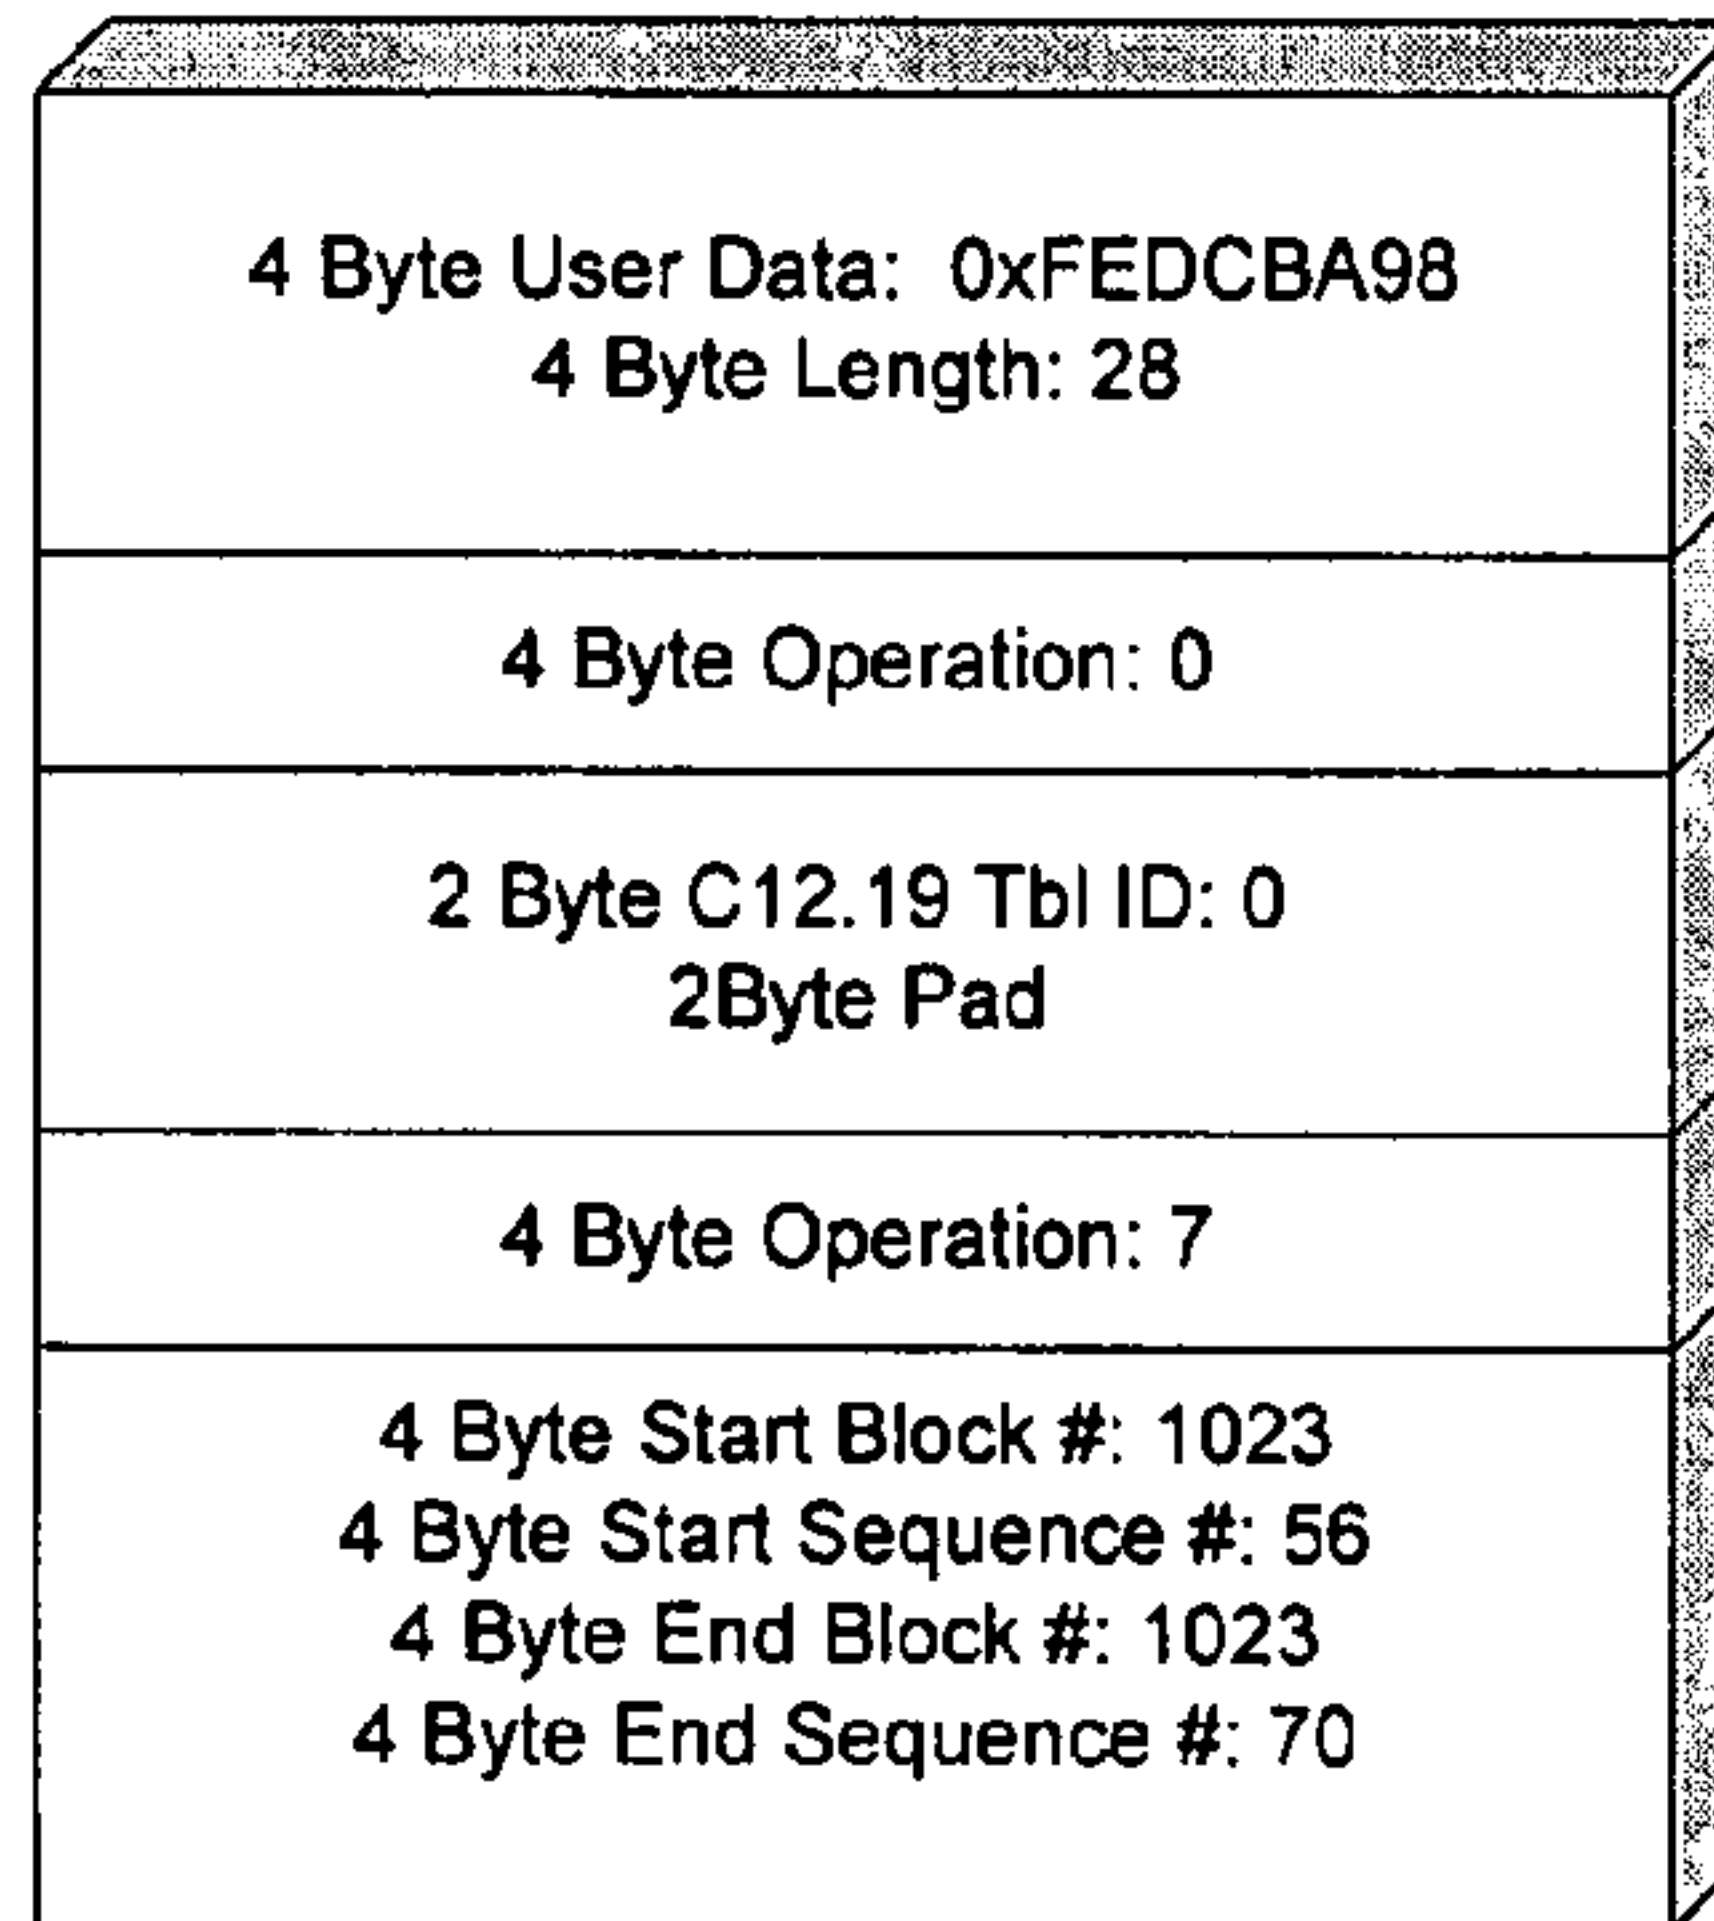 4 Byte User Data: 0xFEDCBA98
4 Byte Length: 28
4 Byte Operation: 0
2 Byte C12.19 Tbl ID: 0
2Byte Pad
4 Byte Operation: 7
4 Byte Start Block #: 1023
4 Byte Start Sequence #: 56
4 Byte End Block #: 1023
4 Byte End Sequence #: 70